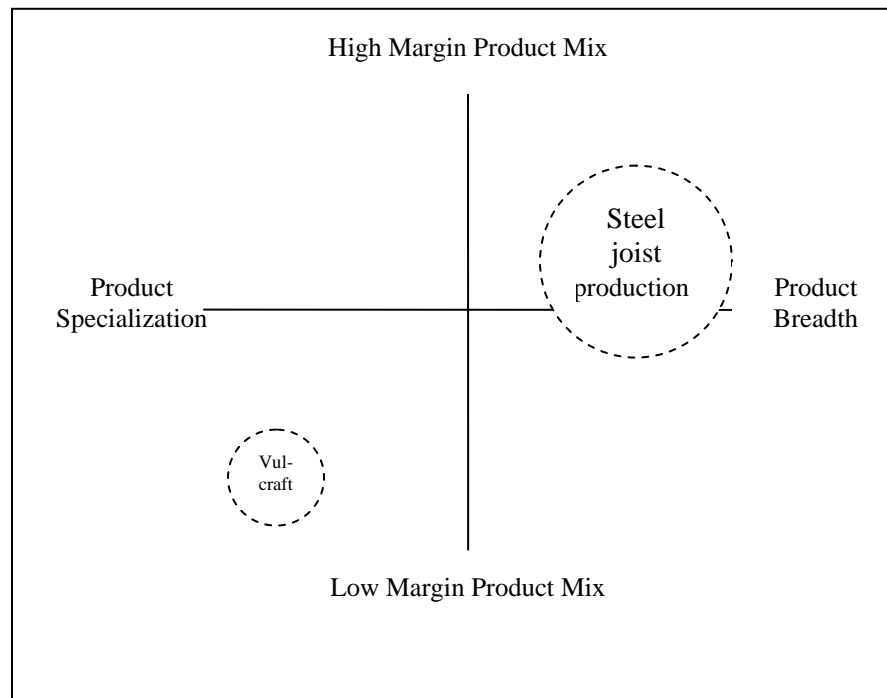 High Margin Product Mix
Steel
joist
production
Product
Specialization
Product
Breadth
Vul-
craft
Low Margin Product Mix